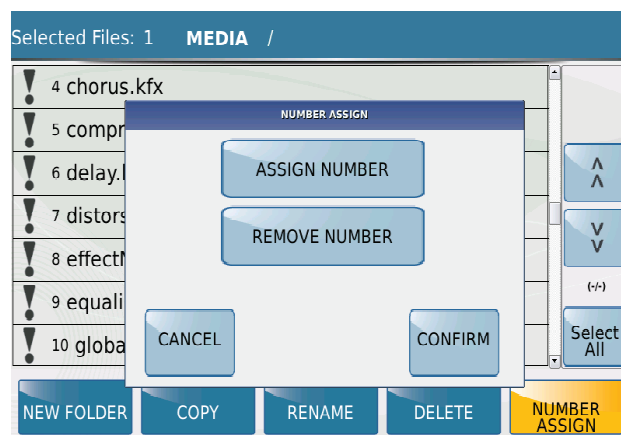 Selected Files: 1 MEDIA /
4 chorus.kfx
NUMBER ASSIGN
5 compr
ASSIGN NUMBER
6 delay.
7 distors
REMOVE NUMBER
8 effect
9 equali
(-/-)
10 globa
CANCEL
CONFIRM
Select
All
NEW FOLDER
COPY
RENAME
DELETE
NUMBER
ASSIGN